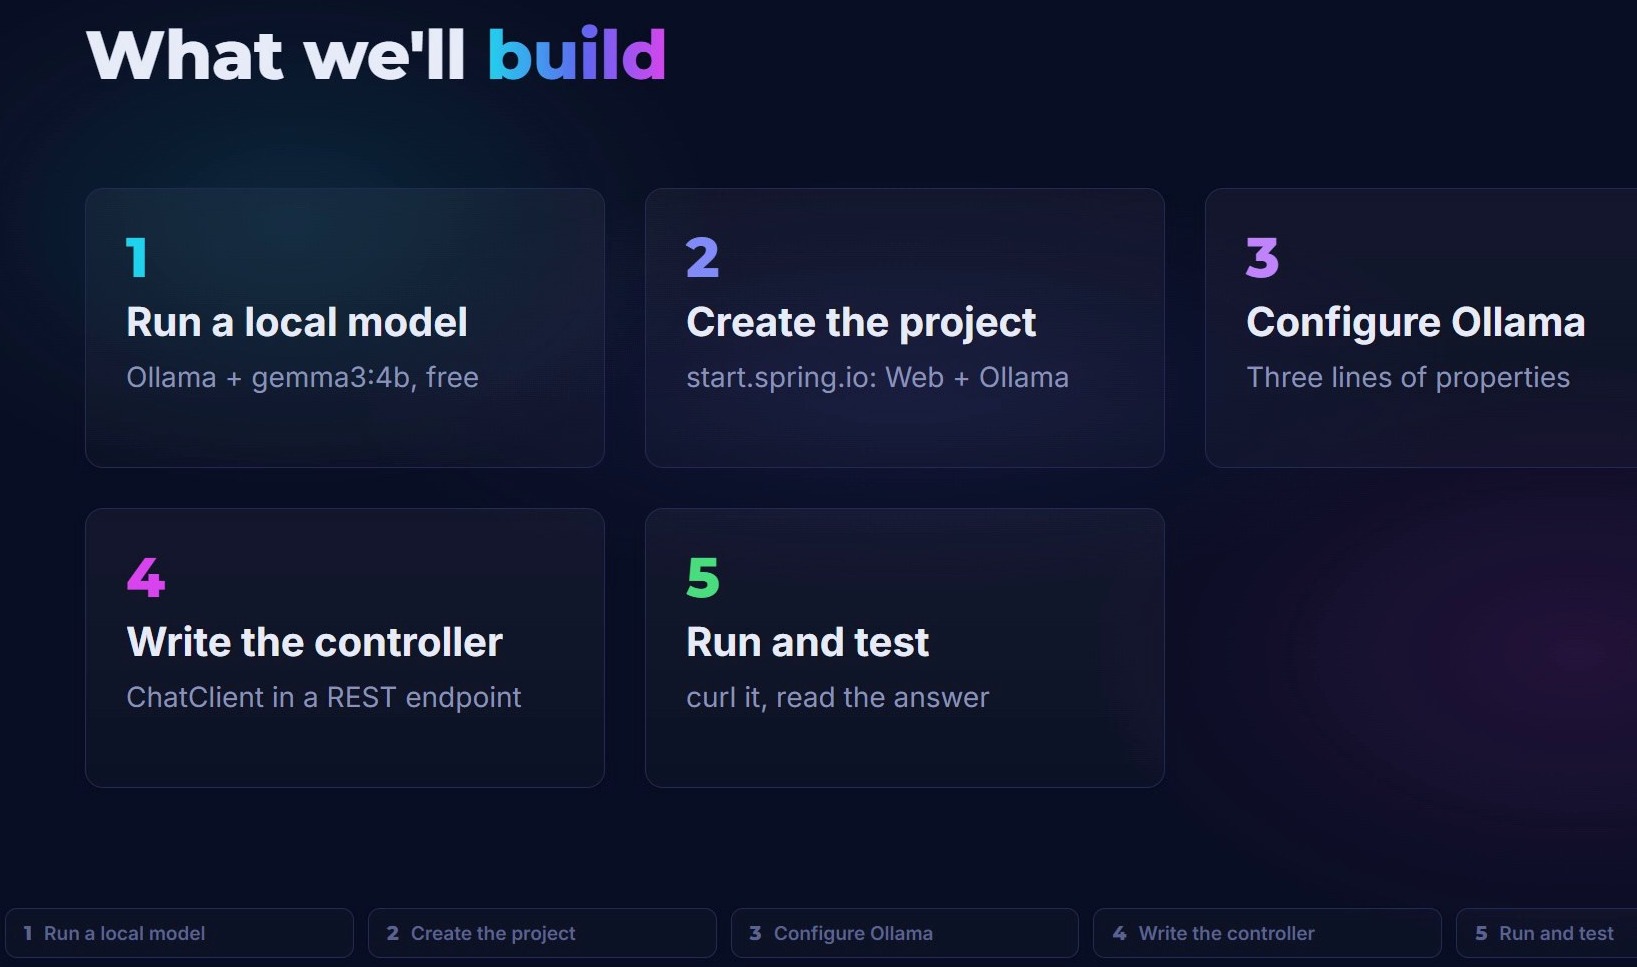 What we'll build
1
Run a local model
Ollama + gemma3:4b, free
2
Create the project
start.spring.io: Web + Ollama
3
Configure Ollama
Three lines of properties
4
Write the controller
ChatClient in a REST endpoint
5
Run and test
curl it, read the answer
1 Run a local model
2 Create the project
3 Configure Ollama
4 Write the controller
5 Run and test